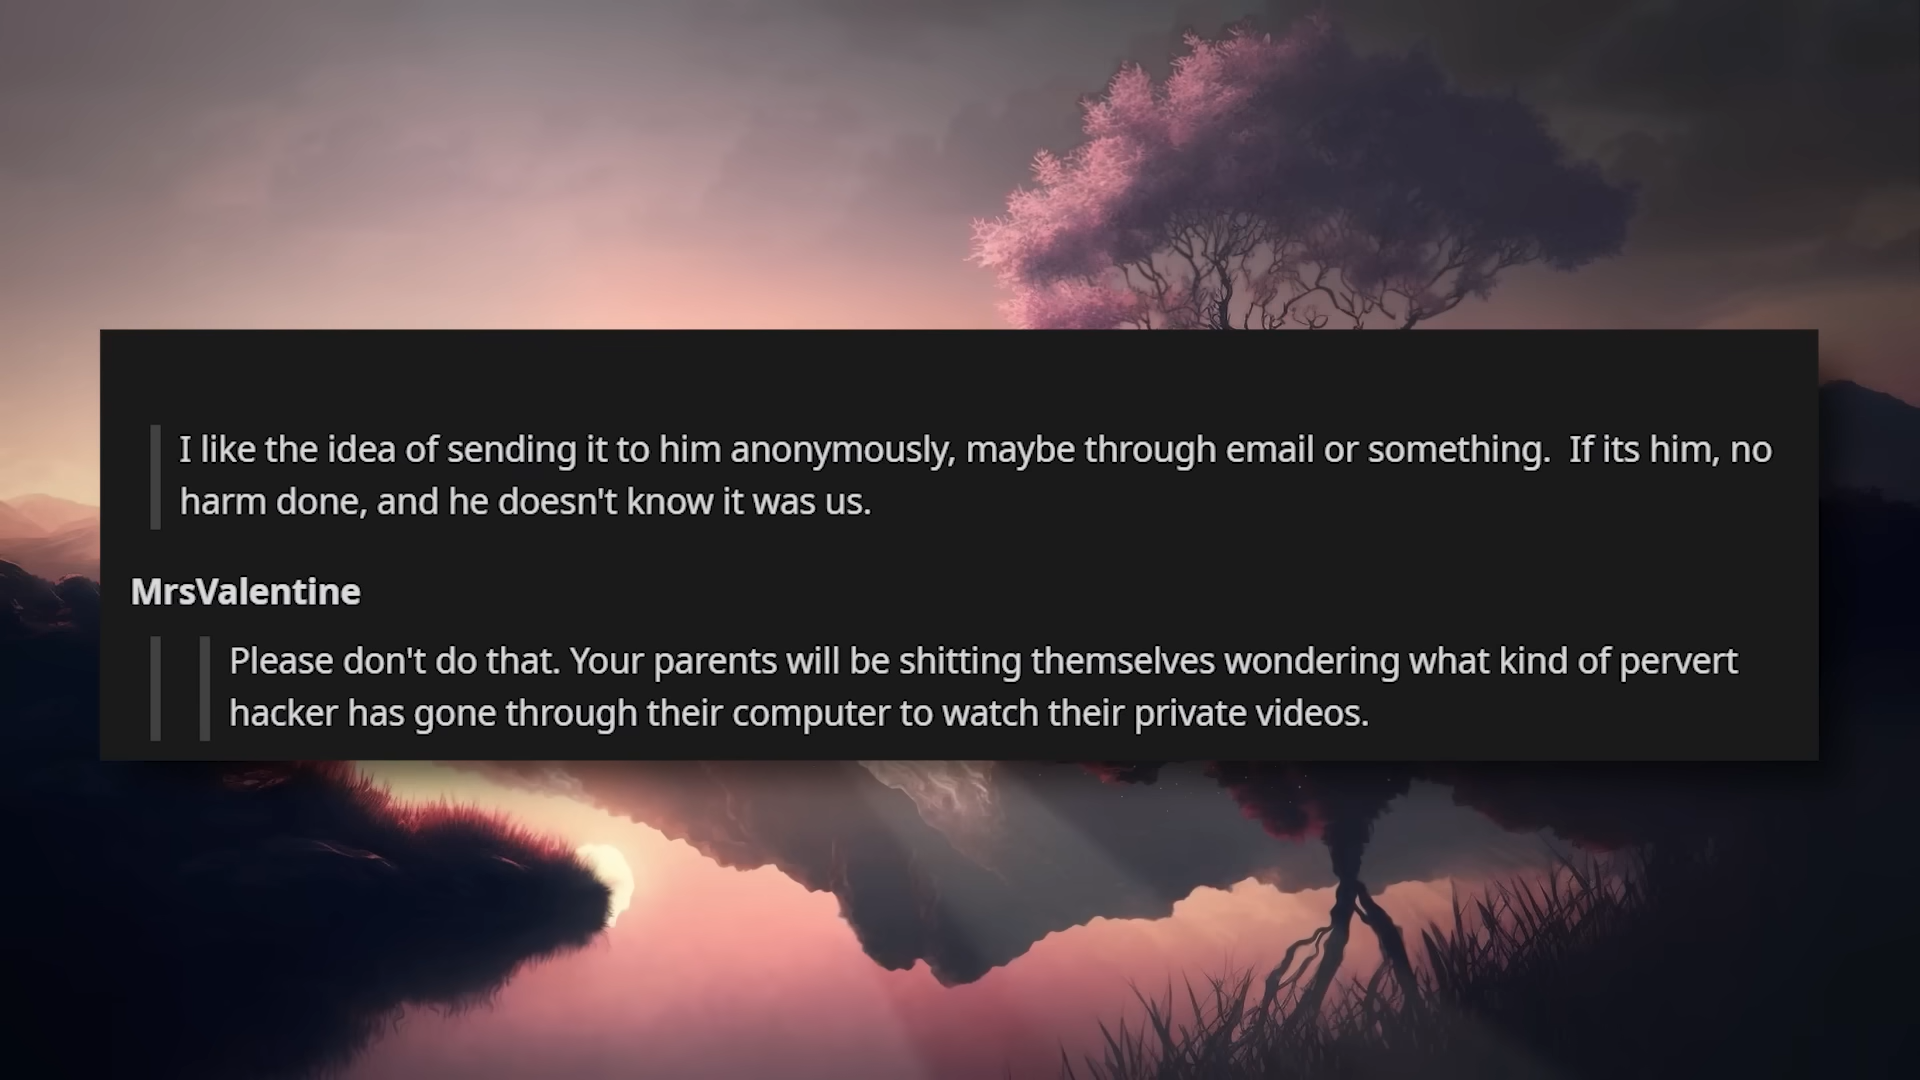 I like the idea of sending it to him anonymously, maybe through email or something.  If its him, no
harm done, and he doesn't know it was us.
MrsValentine
Please don't do that. Your parents will be shitting themselves wondering what kind of pervert
hacker has gone through their computer to watch their private videos.